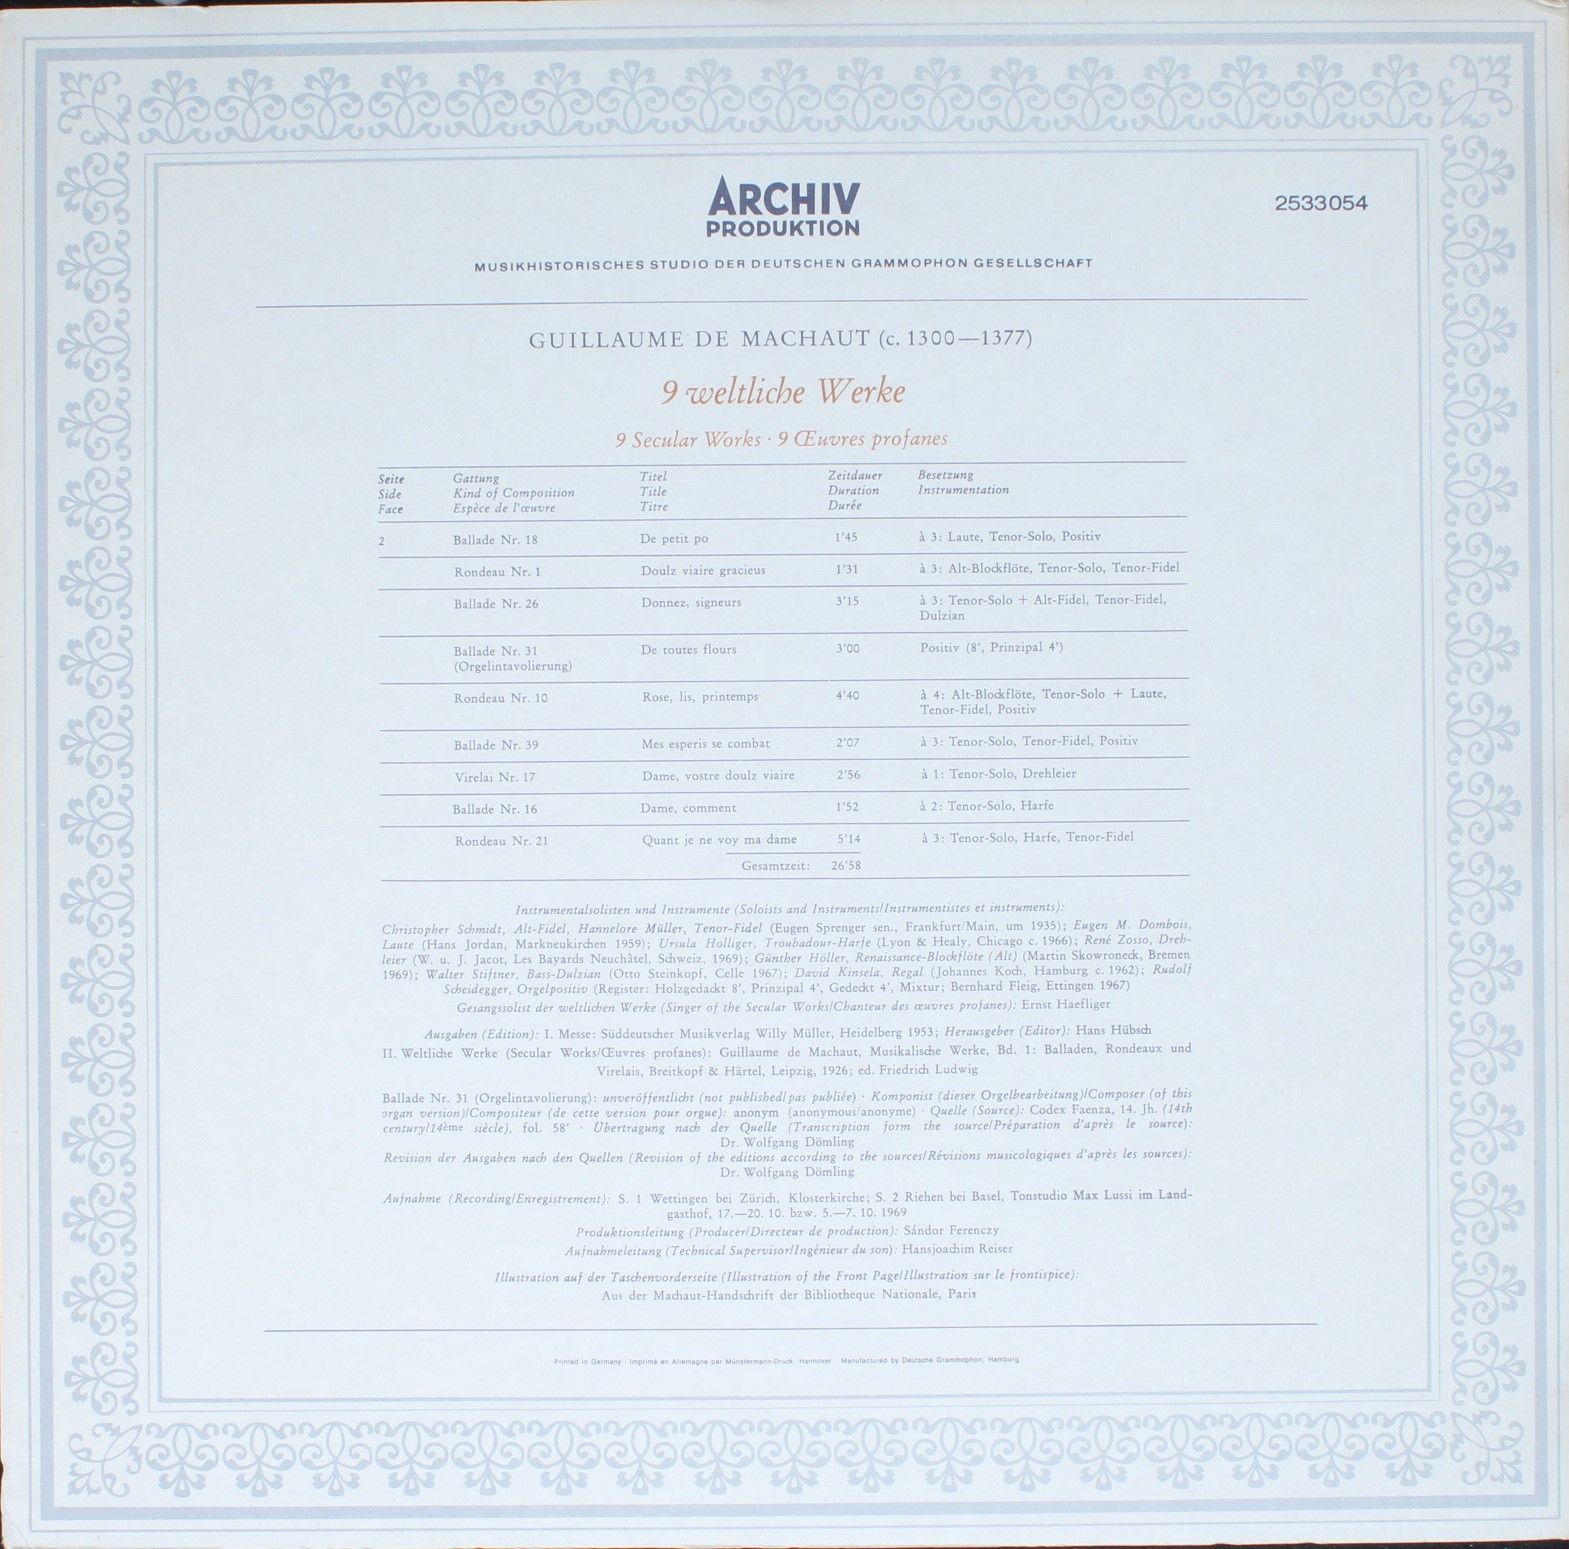 ARCHIV
PRODUKTION
2533054
MUSIKHISTORISCHES STUDIO DER DEUTSCHEN GRAMMOPHON GESELLSCHAFT
GUILLAUME DE MACHAUT (c. 1300—1377)
9 weltliche Werke
9 Secular Works · 9 Œuvres profanes
Seite Gattung Titel Zeitdauer Besetzung
Side Kind of Composition Title Duration Instrumentation
Face Espèce de l'œuvre Titre Durée
2 Ballade Nr. 18 De petit po 1'45 à 3: Laute, Tenor-Solo, Positiv
Rondeau Nr. 1 Doulz viaire gracieus 1'31 à 3: Alt-Blockflöte, Tenor-Solo, Tenor-Fidel
Ballade Nr. 26 Donnez, signeurs 3'15 à 3: Tenor-Solo + Alt-Fidel, Tenor-Fidel,
Dulzian
Ballade Nr. 31 De toutes flours 3'00 Positiv (8', Prinzipal 4')
(Orgelintavolierung)
Rondeau Nr. 10 Rose, lis, printemps 4'40 à 4: Alt-Blockflöte, Tenor-Solo + Laute,
Tenor-Fidel, Positiv
Ballade Nr. 39 Mes esperis se combat 2'07 à 3: Tenor-Solo, Tenor-Fidel, Positiv
Virelai Nr. 17 Dame, vostre doulz viaire 2'56 à 1: Tenor-Solo, Drehleier
Ballade Nr. 16 Dame, comment 1'52 à 2: Tenor-Solo, Harfe
Rondeau Nr. 21 Quant je ne voy ma dame 5'14 à 3: Tenor-Solo, Harfe, Tenor-Fidel
Gesamtzeit: 26'58
Instrumentalsolisten und Instrumente (Soloists and Instruments/Instrumentistes et instruments):
Christopher Schmidt, Alt-Fidel, Hannelore Müller, Tenor-Fidel (Eugen Sprenger sen., Frankfurt/Main, um 1935); Eugen M. Dombois,
Laute (Hans Jordan, Markneukirchen 1959); Ursula Holliger, Troubadour-Harfe (Lyon & Healy, Chicago c. 1966); René Zosso, Dreh-
leier (W. u. J. Jacot, Les Bayards Neuchâtel, Schweiz, 1969); Günther Höller, Renaissance-Blockflöte (Alt) (Martin Skowroneck, Bremen
1969); Walter Stiftner, Bass-Dulzian (Otto Steinkopf, Celle 1967); David Kinsela, Regal (Johannes Koch, Hamburg c. 1962); Rudolf
Scheidegger, Orgelpositiv (Register: Holzgedackt 8', Prinzipal 4', Gedeckt 4', Mixtur; Bernhard Fleig, Ettingen 1967)
Gesangssolist der weltlichen Werke (Singer of the Secular Works/Chanteur des œuvres profanes): Ernst Haefliger
Ausgaben (Edition): I. Messe: Süddeutscher Musikverlag Willy Müller, Heidelberg 1953; Herausgeber (Editor): Hans Hübsch
II. Weltliche Werke (Secular Works/Œuvres profanes): Guillaume de Machaut, Musikalische Werke, Bd. 1: Balladen, Rondeaux und
Virelais, Breitkopf & Härtel, Leipzig, 1926; ed. Friedrich Ludwig
Ballade Nr. 31 (Orgelintavolierung): unveröffentlicht (not published/pas publiée) · Komponist (dieser Orgelbearbeitung)/Composer (of this
organ version)/Compositeur (de cette version pour orgue): anonym (anonymous/anonyme) · Quelle (Source): Codex Faenza, 14. Jh. (14th
century/14ème siècle), fol. 58' · Übertragung nach der Quelle (Transcription form the source/Préparation d'après le source):
Dr. Wolfgang Dömling
Revision der Ausgaben nach den Quellen (Revision of the editions according to the sources/Révisions musicologiques d'après les sources):
Dr. Wolfgang Dömling
Aufnahme (Recording/Enregistrement): S. 1 Wettingen bei Zürich, Klosterkirche; S. 2 Riehen bei Basel, Tonstudio Max Lussi im Land-
gasthof, 17.—20. 10. bzw. 5.—7. 10. 1969
Produktionsleitung (Producer/Directeur de production): Sándor Ferenczy
Aufnahmeleitung (Technical Supervisor/Ingénieur du son): Hansjoachim Reiser
Illustration auf der Taschenvorderseite (Illustration of the Front Page/Illustration sur le frontispice):
Aus der Machaut-Handschrift der Bibliotheque Nationale, Paris
Printed in Germany · Imprimé en Allemagne par Münstermann-Druck, Hannover · Manufactured by Deutsche Grammophon, Hamburg